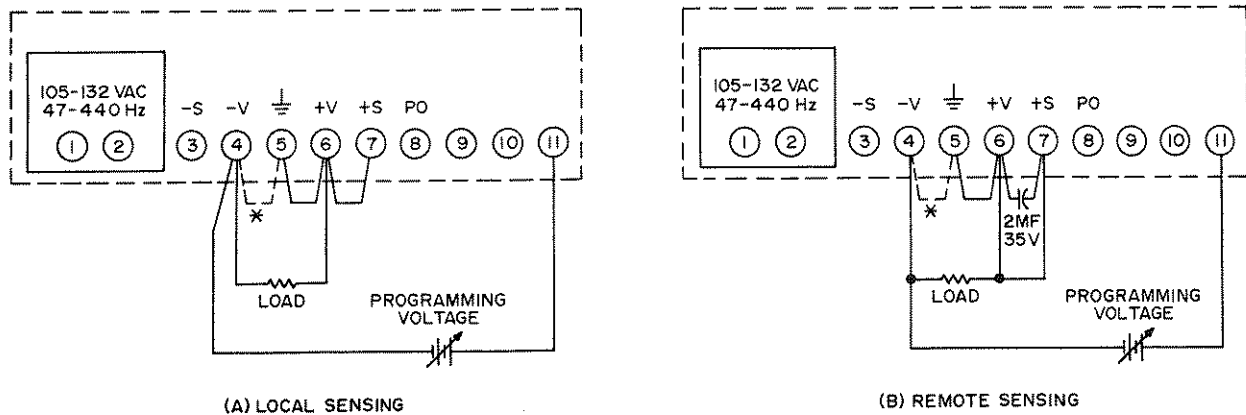 105-132 VAC
47-440 Hz
-S -V +V +S PO
1 2 3 4 5 6 7 8 9 10 11
*
LOAD
PROGRAMMING
VOLTAGE
(A) LOCAL SENSING
105-132 VAC
47-440 Hz
-S -V +V +S PO
1 2 3 4 5 6 7 8 9 10 11
*
2MF
35V
LOAD
PROGRAMMING
VOLTAGE
(B) REMOTE SENSING